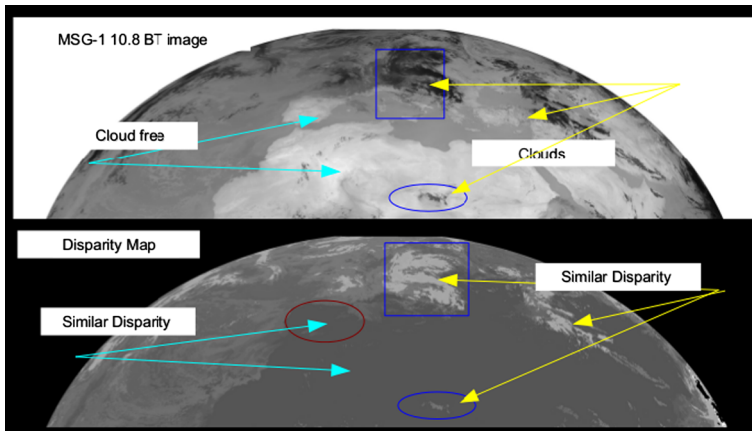 MSG-1 10.8 BT image
Cloud free
Clouds
Disparity Map
Similar Disparity
Similar Disparity